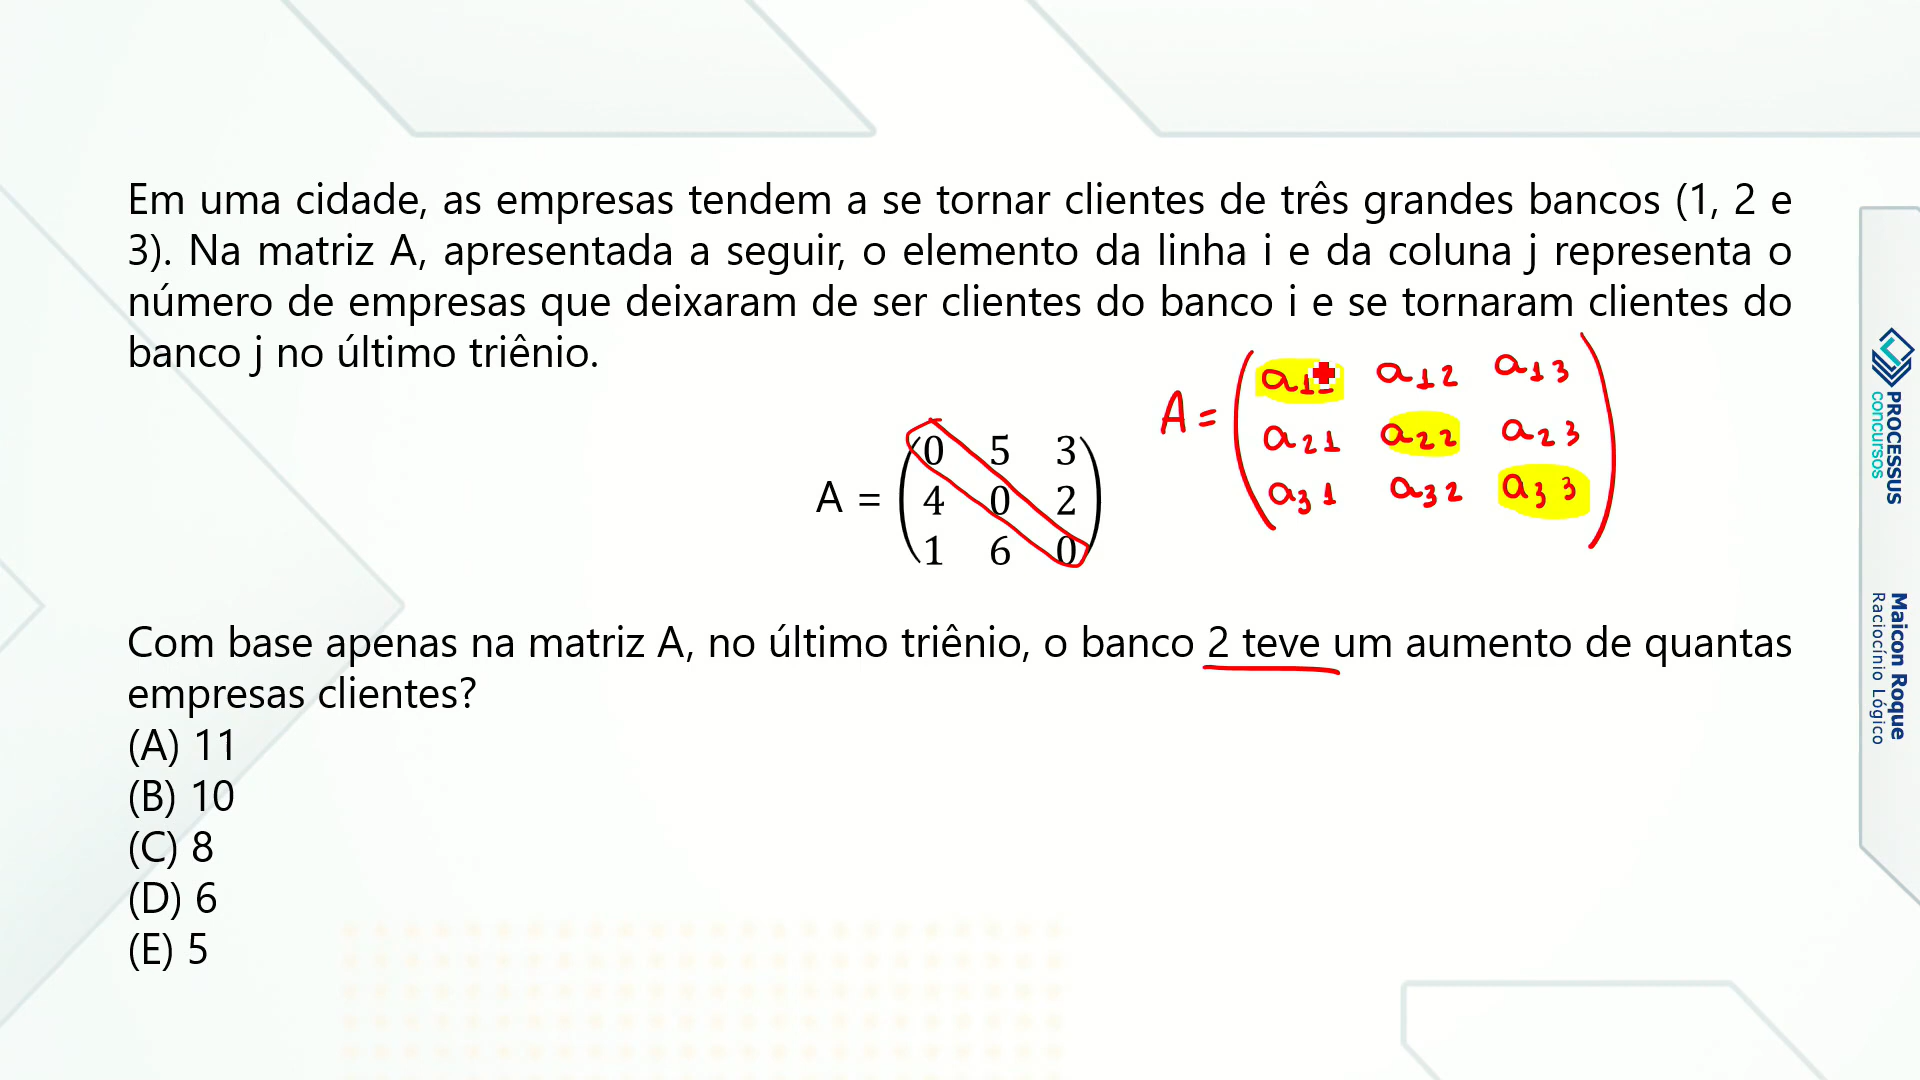 Em uma cidade, as empresas tendem a se tornar clientes de três grandes bancos (1, 2 e
3). Na matriz A, apresentada a seguir, o elemento da linha i e da coluna j representa o
número de empresas que deixaram de ser clientes do banco i e se tornaram clientes do
banco j no último triênio.
A =
0 5 3
4 0 2
1 6 0
A =
a11 a12 a13
a21 a22 a23
a31 a32 a33
Com base apenas na matriz A, no último triênio, o banco 2 teve um aumento de quantas
empresas clientes?
(A) 11
(B) 10
(C) 8
(D) 6
(E) 5
PROCESSUS
concursos
Maicon Roque
Raciocínio Lógico